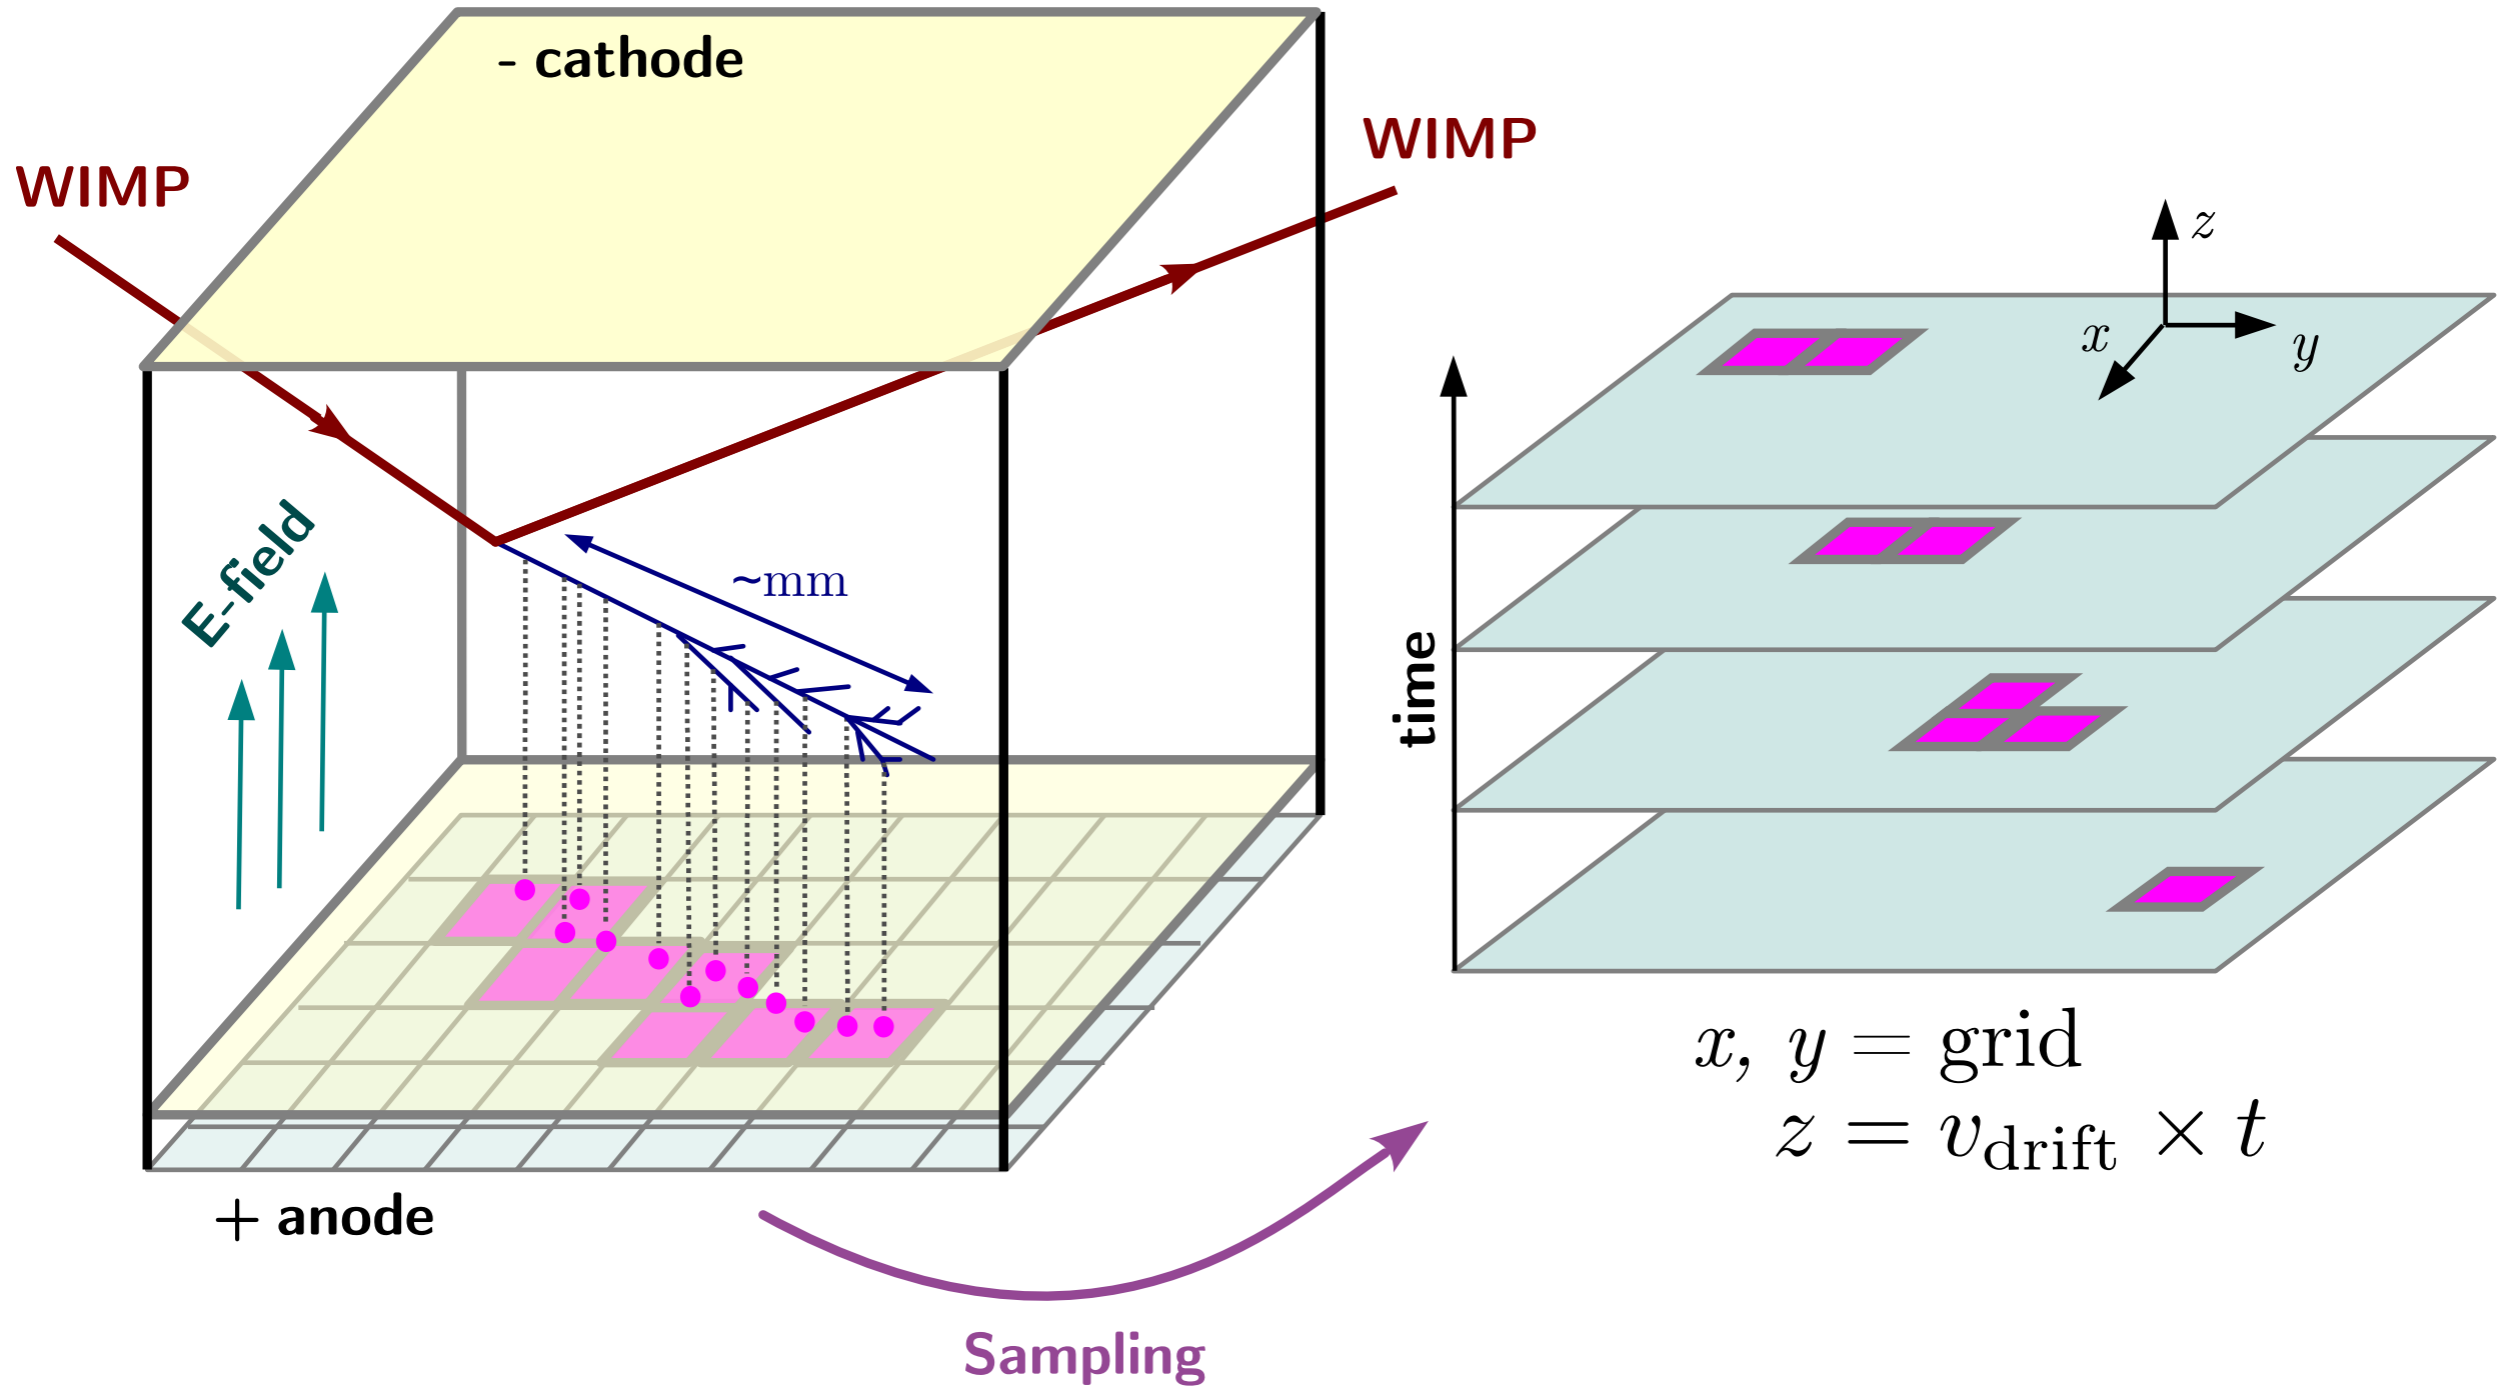 - cathode
WIMP
WIMP
E-field
~mm
+ anode
Sampling
time
z
x
y
x, y = grid
z = v_drift × t